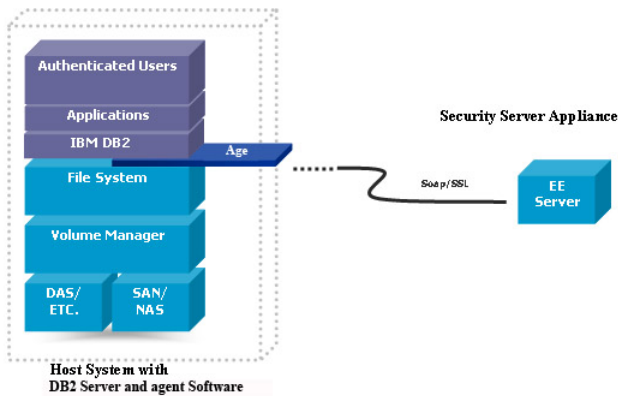 Authenticated Users
Applications
IBM DB2
Age
File System
Volume Manager
DAS/
ETC.
SAN/
NAS
Host System with
DB2 Server and agent Software
Security Server Appliance
Soap/SSL
EE
Server